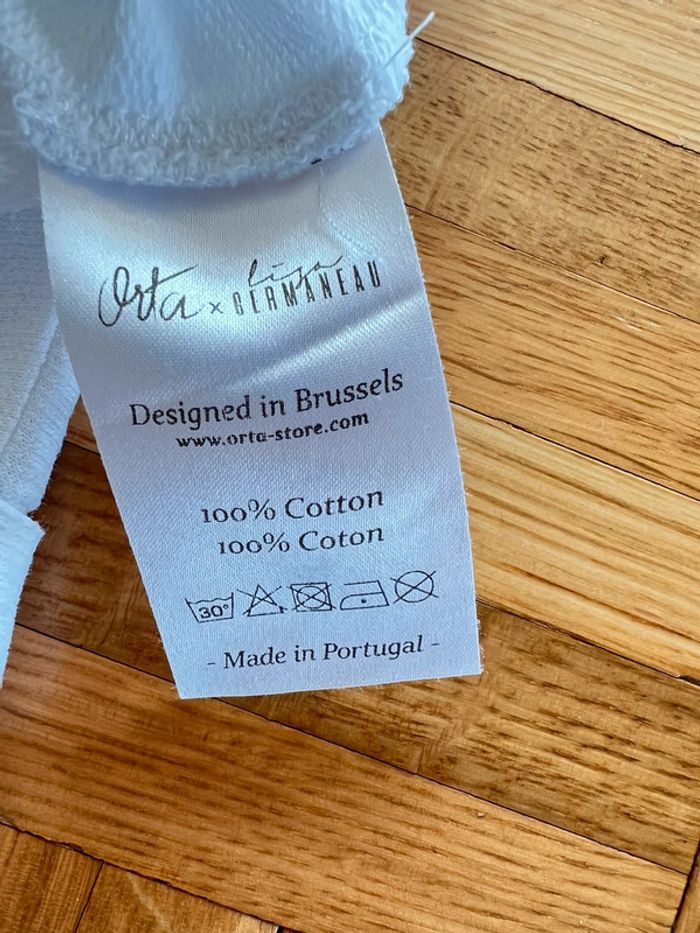 Orta x lisa GERMANEAU
Designed in Brussels
www.orta-store.com
100% Cotton
100% Coton
30°
- Made in Portugal -